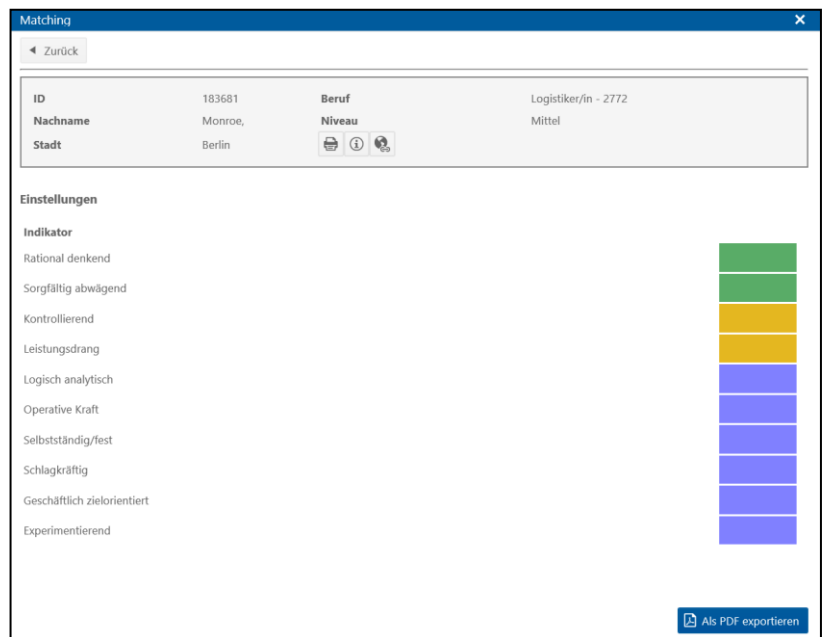 Matching
Zurück
ID 183681 Beruf Logistiker/in - 2772
Nachname Monroe, Niveau Mittel
Stadt Berlin
Einstellungen
Indikator
Rational denkend
Sorgfältig abwägend
Kontrollierend
Leistungsdrang
Logisch analytisch
Operative Kraft
Selbstständig/fest
Schlagkräftig
Geschäftlich zielorientiert
Experimentierend
Als PDF exportieren